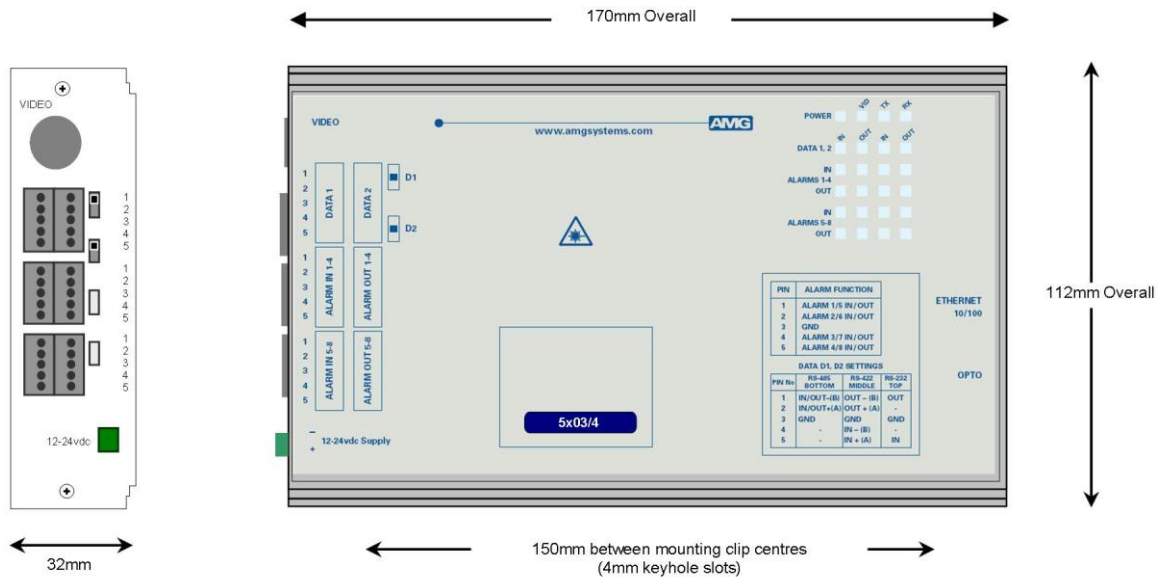 170mm Overall
VIDEO
1
2
3
4
5
1
2
3
4
5
1
2
3
4
5
12-24vdc
32mm
VIDEO
www.amgsystems.com
AMG
VID TX RX
POWER
IN OUT IN OUT
DATA 1, 2
IN
ALARMS 1-4
OUT
IN
ALARMS 5-8
OUT
1
2
3
4
5
DATA 1
DATA 2
D1
D2
1
2
3
4
5
ALARM IN 1-4
ALARM OUT 1-4
1
2
3
4
5
ALARM IN 5-8
ALARM OUT 5-8
5x03/4
–
+
12-24vdc Supply
PIN ALARM FUNCTION
1 ALARM 1/5 IN/OUT
2 ALARM 2/6 IN/OUT
3 GND
4 ALARM 3/7 IN/OUT
5 ALARM 4/8 IN/OUT
DATA D1, D2 SETTINGS
PIN No RS-485 BOTTOM RS-422 MIDDLE RS-232 TOP
1 IN/OUT–(B) OUT – (B) OUT
2 IN/OUT+(A) OUT + (A) -
3 GND GND GND
4 - IN – (B) -
5 - IN + (A) IN
ETHERNET
10/100
OPTO
112mm Overall
150mm between mounting clip centres
(4mm keyhole slots)